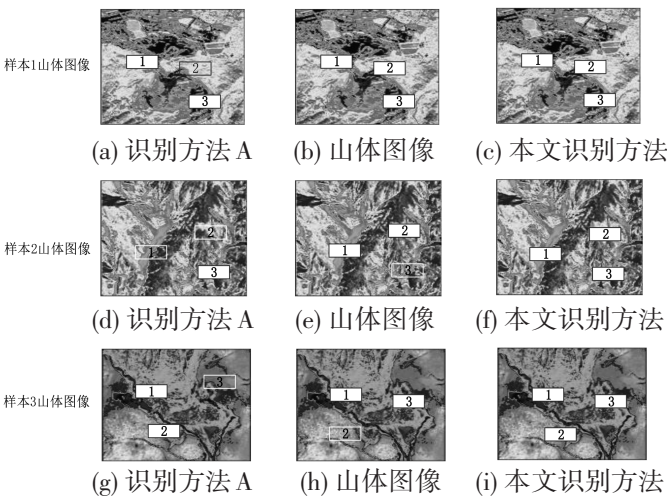 样本1山体图像
1
2
3
1
2
3
1
2
3
(a) 识别方法 A
(b) 山体图像
(c) 本文识别方法
样本2山体图像
1
2
3
1
2
3
1
2
3
(d) 识别方法 A
(e) 山体图像
(f) 本文识别方法
样本3山体图像
1
3
2
1
3
2
1
3
2
(g) 识别方法 A
(h) 山体图像
(i) 本文识别方法